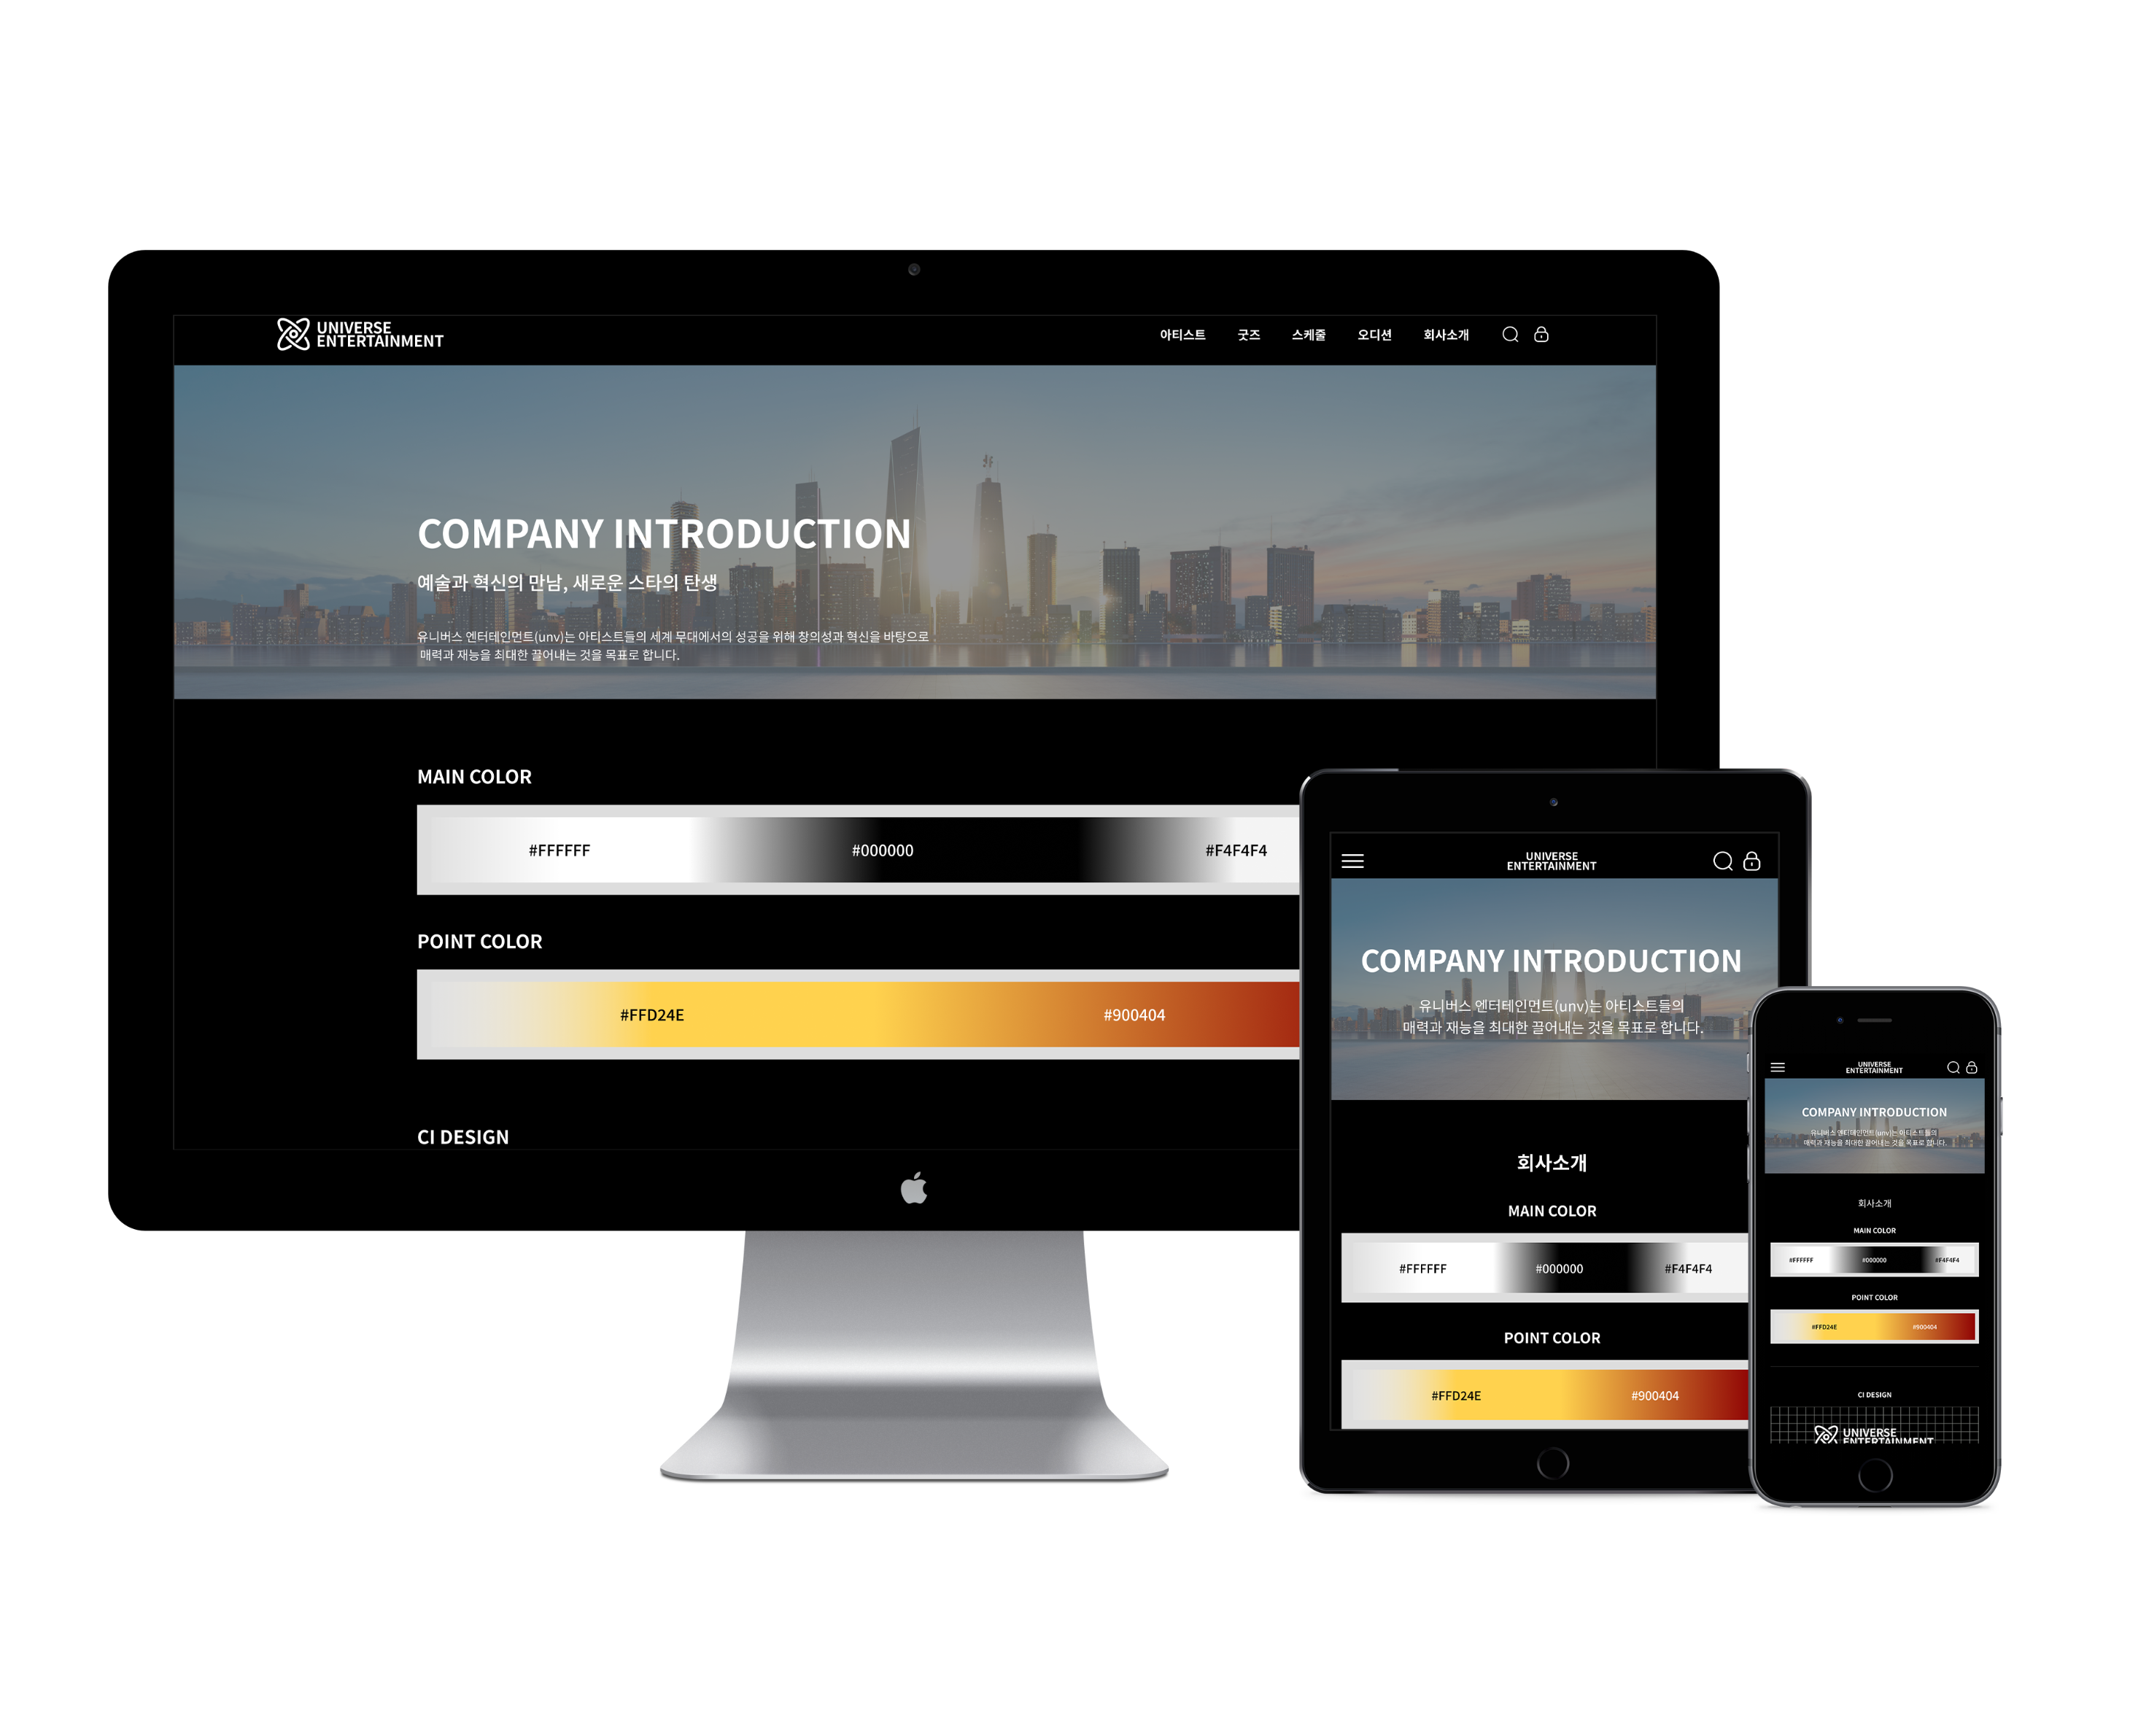 UNIVERSE
ENTERTAINMENT
아티스트 굿즈 스케줄 오디션 회사소개
COMPANY INTRODUCTION
예술과 혁신의 만남, 새로운 스타의 탄생
유니버스 엔터테인먼트(unv)는 아티스트들의 세계 무대에서의 성공을 위해 창의성과 혁신을 바탕으로
매력과 재능을 최대한 끌어내는 것을 목표로 합니다.
MAIN COLOR
#FFFFFF #000000 #F4F4F4
POINT COLOR
#FFD24E #900404
CI DESIGN
UNIVERSE
ENTERTAINMENT
COMPANY INTRODUCTION
유니버스 엔터테인먼트(unv)는 아티스트들의
매력과 재능을 최대한 끌어내는 것을 목표로 합니다.
회사소개
MAIN COLOR
#FFFFFF #000000 #F4F4F4
POINT COLOR
#FFD24E #900404
UNIVERSE
ENTERTAINMENT
COMPANY INTRODUCTION
유니버스 엔터테인먼트(unv)는 아티스트들의
매력과 재능을 최대한 끌어내는 것을 목표로 합니다.
회사소개
MAIN COLOR
#FFFFFF #000000 #F4F4F4
POINT COLOR
#FFD24E #900404
CI DESIGN
UNIVERSE
ENTERTAINMENT